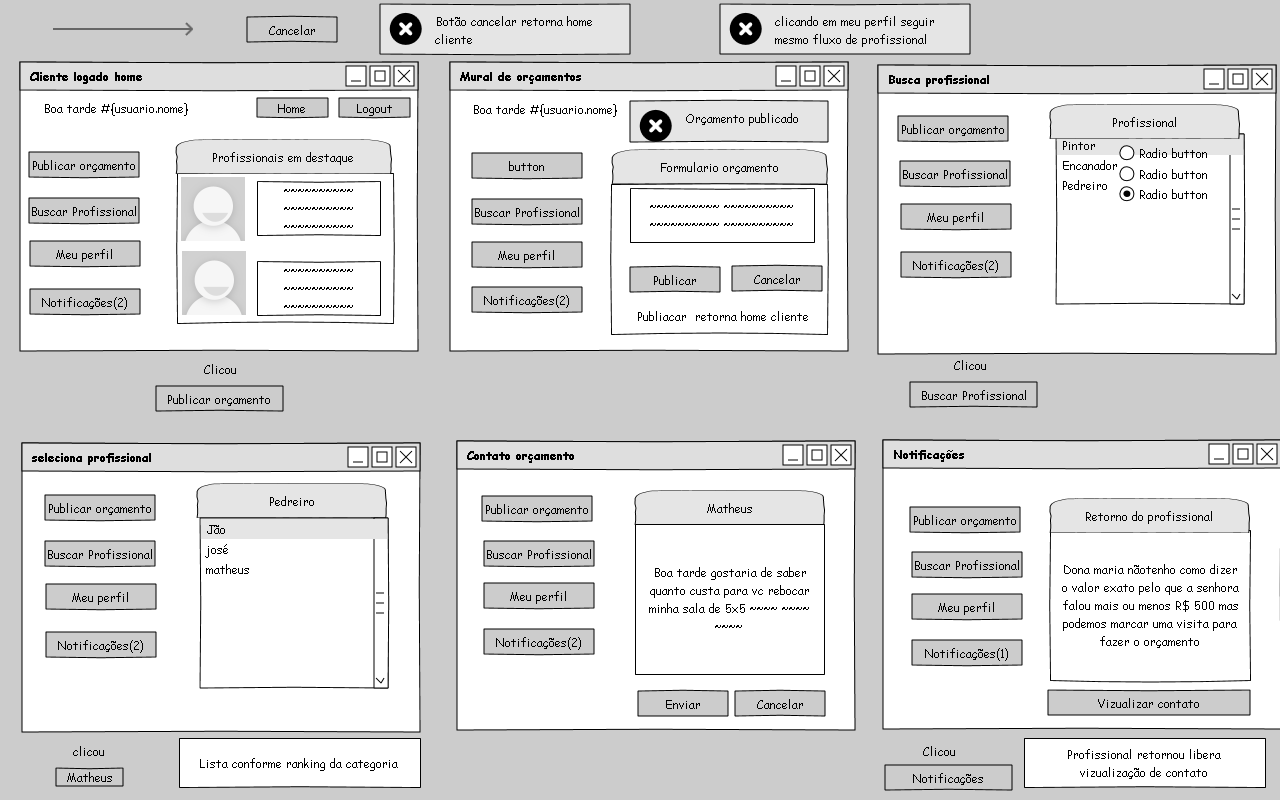 Cancelar
Botão cancelar retorna home
cliente
clicando em meu perfil seguir
mesmo fluxo de profissional
Cliente logado home
Boa tarde #{usuario.nome}
Home
Logout
Publicar orçamento
Buscar Profissional
Meu perfil
Notificações(2)
Profissionais em destaque
Clicou
Publicar orçamento
Mural de orçamentos
Boa tarde #{usuario.nome}
Orçamento publicado
button
Buscar Profissional
Meu perfil
Notificações(2)
Formulario orçamento
Publicar
Cancelar
Publiacar retorna home cliente
Busca profissional
Publicar orçamento
Buscar Profissional
Meu perfil
Notificações(2)
Profissional
Pintor
Encanador
Pedreiro
Radio button
Radio button
Radio button
Clicou
Buscar Profissional
seleciona profissional
Publicar orçamento
Buscar Profissional
Meu perfil
Notificações(2)
Pedreiro
Jão
josé
matheus
clicou
Matheus
Lista conforme ranking da categoria
Contato orçamento
Publicar orçamento
Buscar Profissional
Meu perfil
Notificações(2)
Matheus
Boa tarde gostaria de saber
quanto custa para vc rebocar
minha sala de 5x5 ~~~~ ~~~~
~~~~
Enviar
Cancelar
Notificações
Publicar orçamento
Buscar Profissional
Meu perfil
Notificações(1)
Retorno do profissional
Dona maria nãotenho como dizer
o valor exato pelo que a senhora
falou mais ou menos R$ 500 mas
podemos marcar uma visita para
fazer o orçamento
Vizualizar contato
Clicou
Notificações
Profissional retornou libera
vizualização de contato